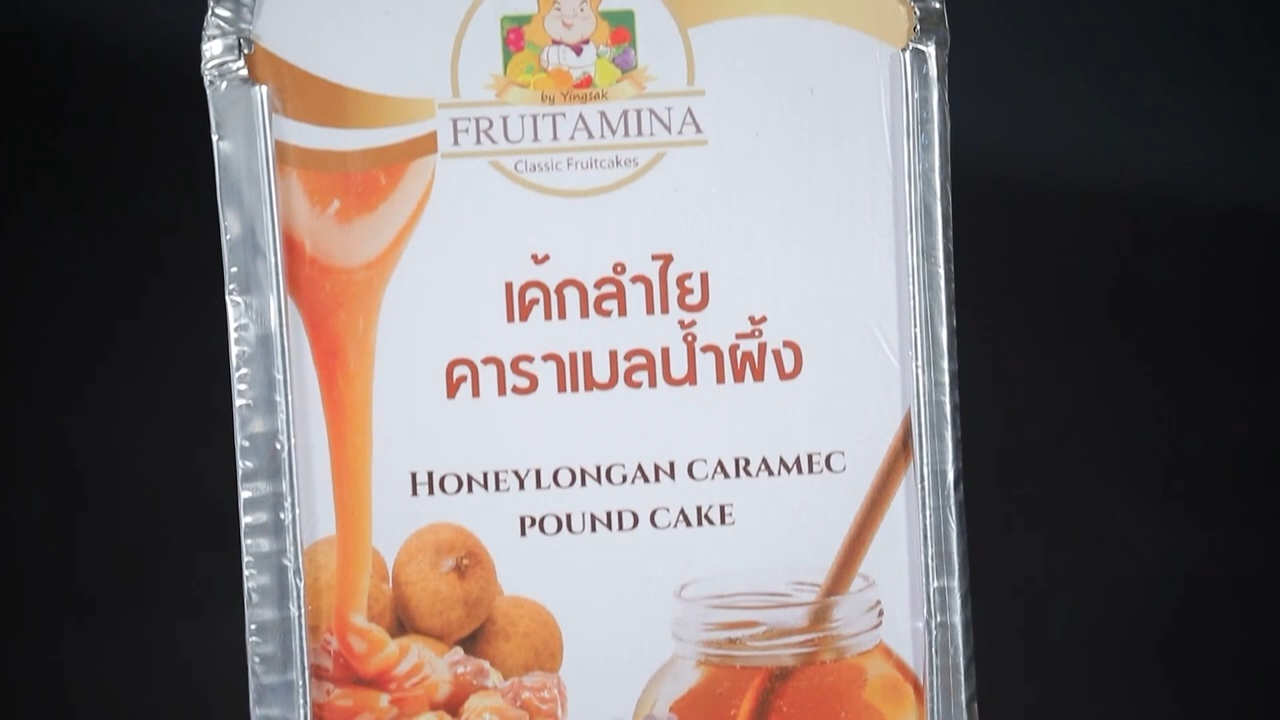 by Yingsak
FRUITAMINA
Classic Fruitcakes
เค้กลำไย
คาราเมลน้ำผึ้ง
HONEYLONGAN CARAMEC
POUND CAKE